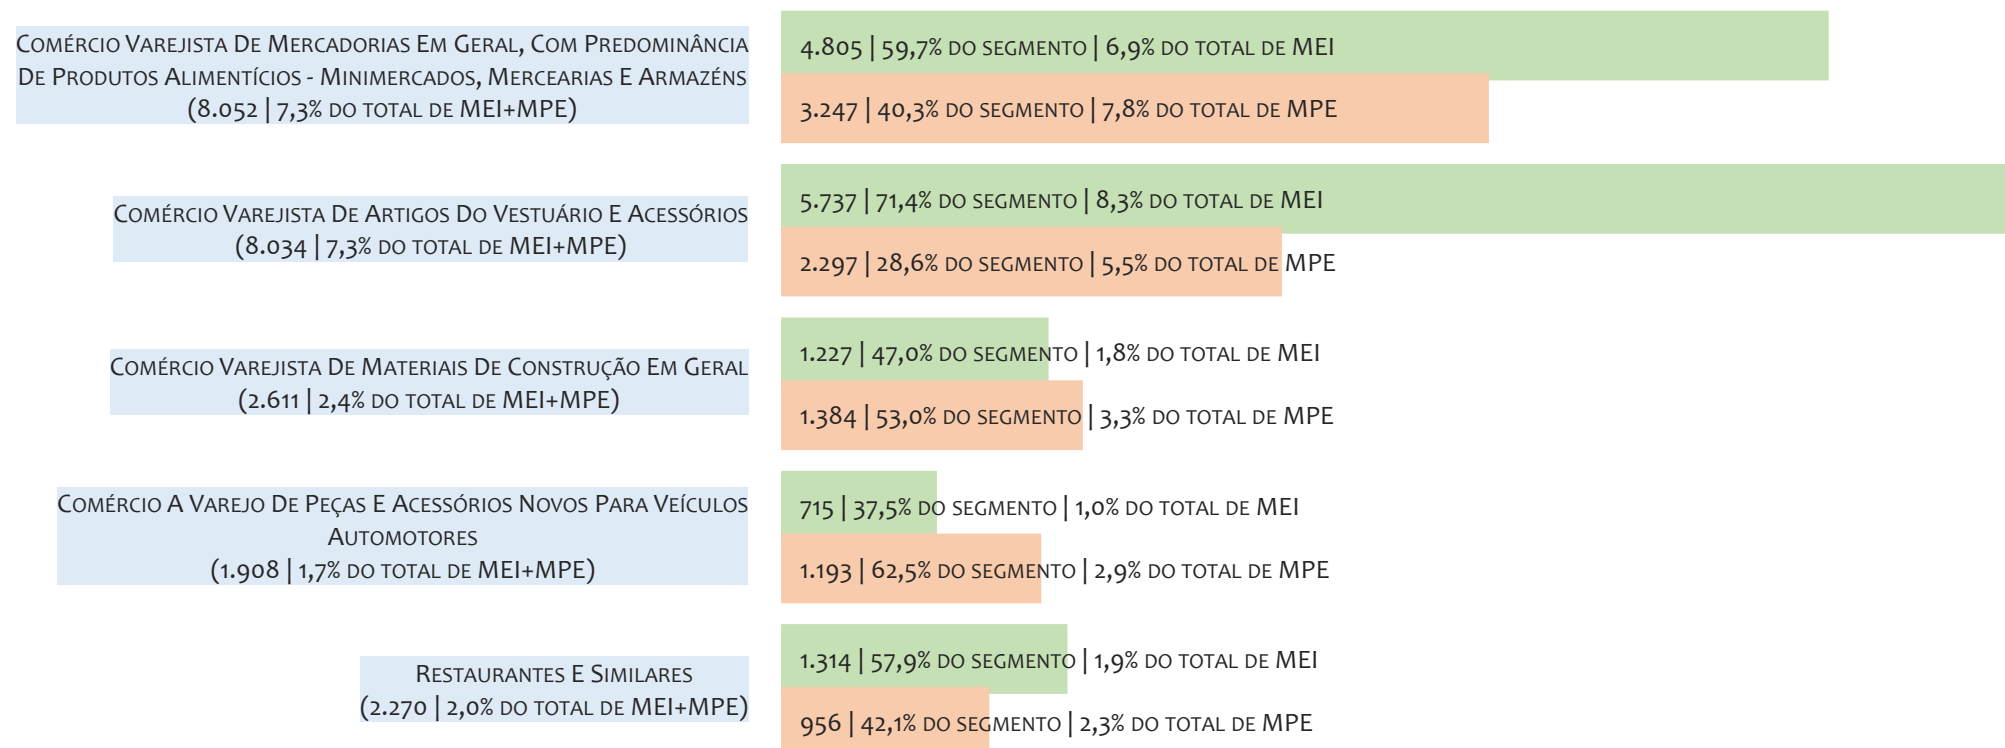 Comércio Varejista De Mercadorias Em Geral, Com Predominância
De Produtos Alimentícios - Minimercados, Mercearias E Armazéns
(8.052 | 7,3% do total de MEI+MPE)
4.805 | 59,7% do segmento | 6,9% do total de MEI
3.247 | 40,3% do segmento | 7,8% do total de MPE
Comércio Varejista De Artigos Do Vestuário E Acessórios
(8.034 | 7,3% do total de MEI+MPE)
5.737 | 71,4% do segmento | 8,3% do total de MEI
2.297 | 28,6% do segmento | 5,5% do total de MPE
Comércio Varejista De Materiais De Construção Em Geral
(2.611 | 2,4% do total de MEI+MPE)
1.227 | 47,0% do segmento | 1,8% do total de MEI
1.384 | 53,0% do segmento | 3,3% do total de MPE
Comércio A Varejo De Peças E Acessórios Novos Para Veículos
Automotores
(1.908 | 1,7% do total de MEI+MPE)
715 | 37,5% do segmento | 1,0% do total de MEI
1.193 | 62,5% do segmento | 2,9% do total de MPE
Restaurantes E Similares
(2.270 | 2,0% do total de MEI+MPE)
1.314 | 57,9% do segmento | 1,9% do total de MEI
956 | 42,1% do segmento | 2,3% do total de MPE